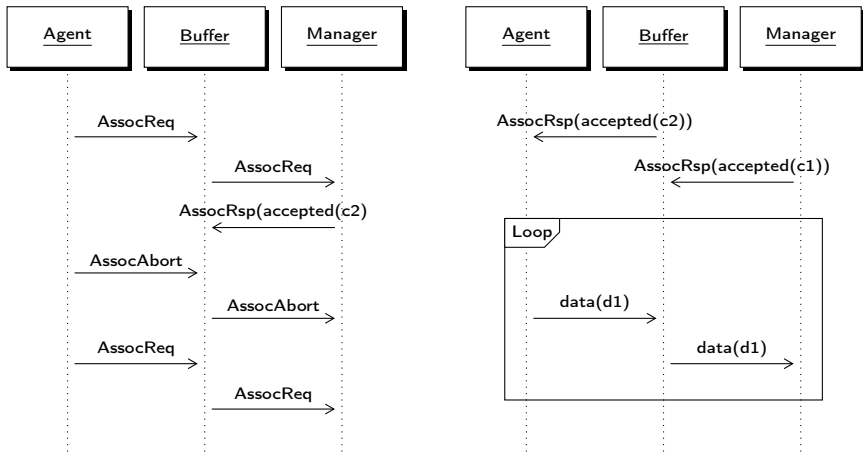 Agent
Buffer
Manager
AssocReq
AssocReq
AssocRsp(accepted(c2)
AssocAbort
AssocAbort
AssocReq
AssocReq
Agent
Buffer
Manager
AssocRsp(accepted(c2))
AssocRsp(accepted(c1))
Loop
data(d1)
data(d1)